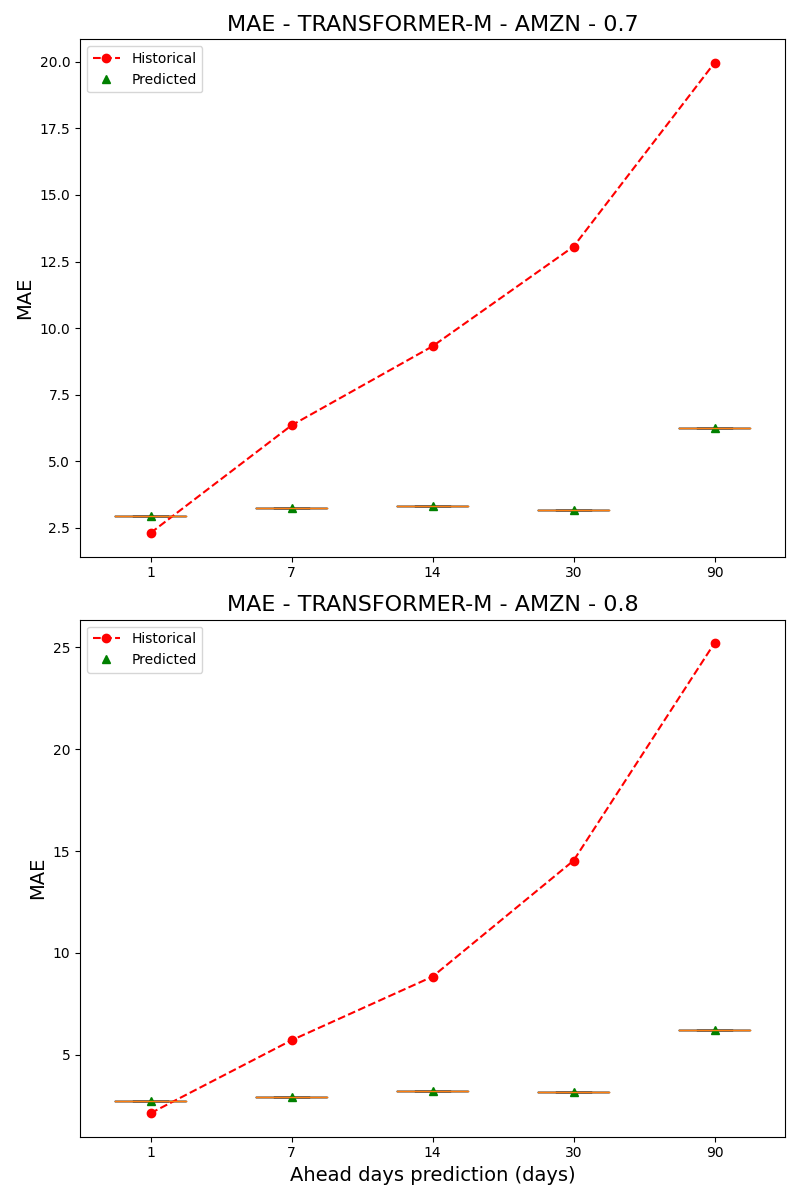 MAE - TRANSFORMER-M - AMZN - 0.7
Historical
Predicted
MAE
20.0
17.5
15.0
12.5
10.0
7.5
5.0
2.5
1 7 14 30 90
MAE - TRANSFORMER-M - AMZN - 0.8
Historical
Predicted
MAE
25
20
15
10
5
1 7 14 30 90
Ahead days prediction (days)